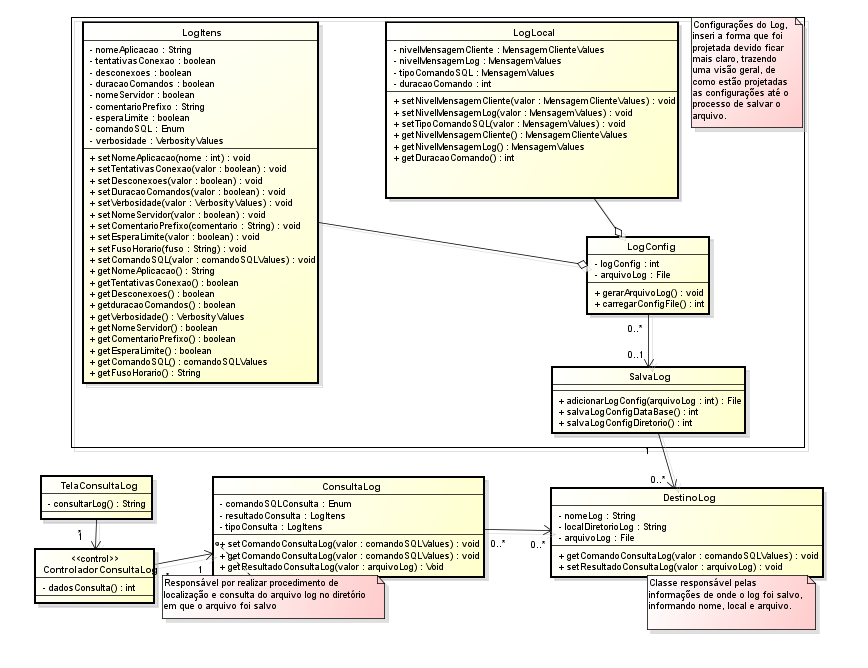 LogItens
- nomeAplicacao : String
- tentativasConexao : boolean
- desconexoes : boolean
- duracaoComandos : boolean
- nomeServidor : boolean
- comentarioPrefixo : String
- esperaLimite : boolean
- comandoSQL : Enum
- verbosidade : VerbosityValues
+ setNomeAplicacao(nome : int) : void
+ setTentativasConexao(valor : boolean) : void
+ setDesconexoes(valor : boolean) : void
+ setDuracaoComandos(valor : boolean) : void
+ setVerbosidade(valor : VerbosityValues) : void
+ setNomeServidor(valor : boolean) : void
+ setComentarioPrefixo(comentario : String) : void
+ setEsperaLimite(valor : boolean) : void
+ setFusoHorario(fuso : String) : void
+ setComandoSQL(valor : comandoSQLValues) : void
+ getNomeAplicacao() : String
+ getTentativasConexao() : boolean
+ getDesconexoes() : boolean
+ getduracaoComandos() : boolean
+ getVerbosidade() : VerbosityValues
+ getNomeServidor() : boolean
+ getComentarioPrefixo() : boolean
+ getEsperaLimite() : boolean
+ getComandoSQL() : comandoSQLValues
+ getFusoHorario() : String
LogLocal
- nivelMensagemCliente : MensagemClienteValues
- nivelMensagemLog : MensagemValues
- tipoComandoSQL : MensagemValues
- duracaoComando : int
+ setNivelMensagemCliente(valor : MensagemClienteValues) : void
+ setNivelMensagemLog(valor : MensagemValues) : void
+ setTipoComandoSQL(valor : MensagemValues) : void
+ getNivelMensagemCliente() : MensagemClienteValues
+ getNivelMensagemLog() : MensagemValues
+ getDuracaoComando() : int
Configurações do Log,
inseri a forma que foi
projetada devido ficar
mais claro, trazendo
uma visão geral, de
como estão projetadas
as configurações até o
processo de salvar o
arquivo.
LogConfig
- logConfig : int
- arquivoLog : File
+ gerarArquivoLog() : void
+ carregarConfigFile() : int
0..*
0..1
SalvaLog
+ adicionarLogConfig(arquivoLog : int) : File
+ salvaLogConfigDataBase() : int
+ salvaLogConfigDiretorio() : int
1
0..*
TelaConsultaLog
- consultarLog() : String
*
1
<<control>>
ControladorConsultaLog
- dadosConsulta() : int
*
1
ConsultaLog
- comandoSQLConsulta : Enum
- resultadoConsulta : LogItens
- tipoConsulta : LogItens
+ setComandoConsultaLog(valor : comandoSQLValues) : void
+ getComandoConsultaLog(valor : comandoSQLValues) : void
+ getResultadoConsultaLog(valor : arquivoLog) : Void
0..*
0..*
Responsável por realizar procedimento de
localização e consulta do arquivo log no diretório
em que o arquivo foi salvo
DestinoLog
- nomeLog : String
- localDiretorioLog : String
- arquivoLog : File
+ getComandoConsultaLog(valor : comandoSQLValues) : void
+ setResultadoConsultaLog(valor : arquivoLog) : void
Classe responsável pelas
informações de onde o log foi salvo,
informando nome, local e arquivo.